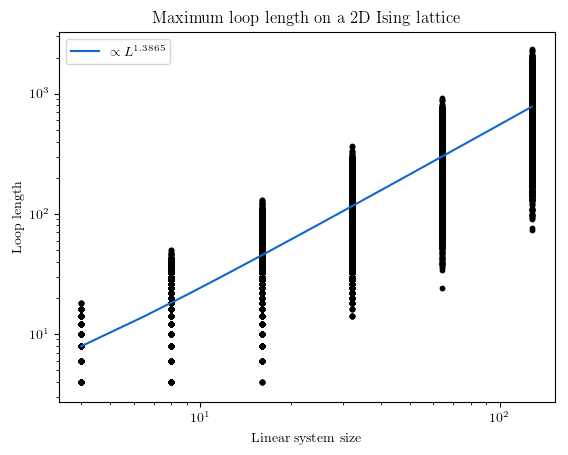 Maximum loop length on a 2D Ising lattice
∝ L^1.3865
Loop length
10^3
10^2
10^1
10^1
10^2
Linear system size